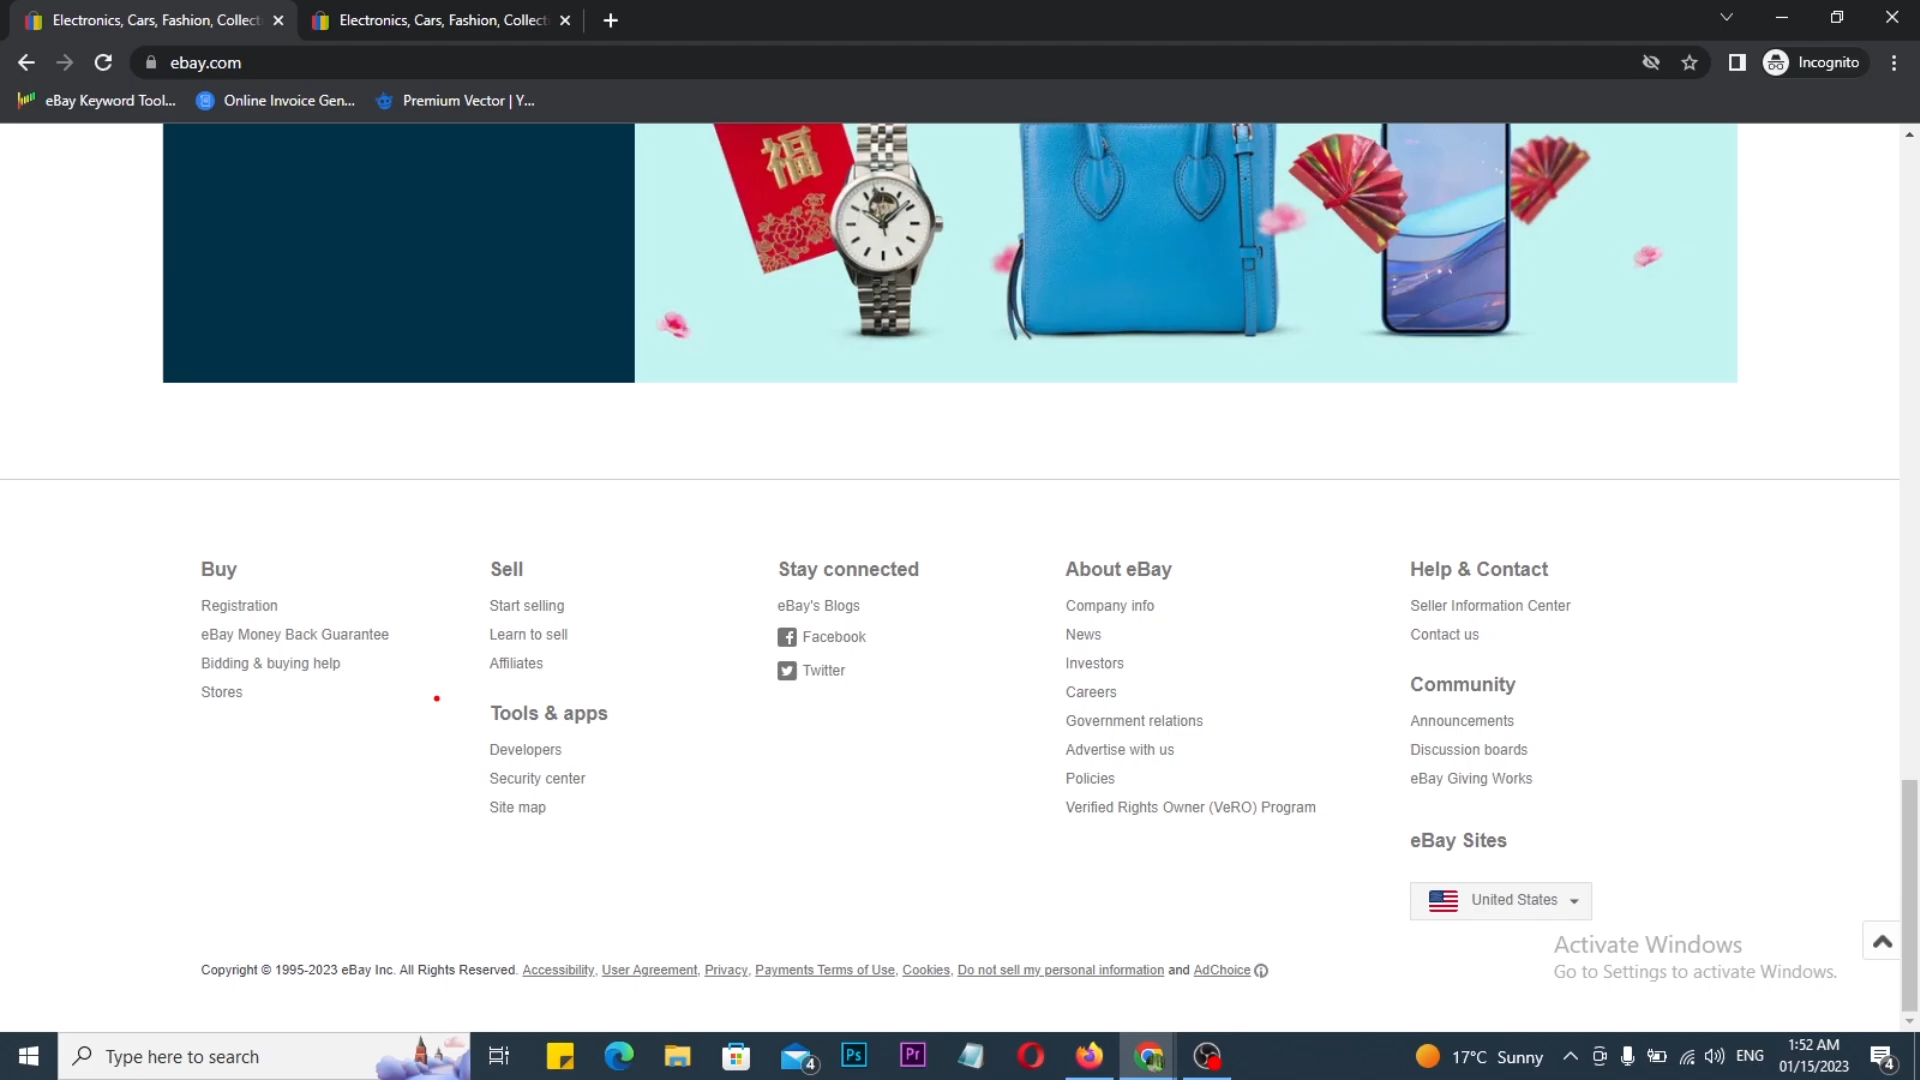 Electronics, Cars, Fashion, Collecti
Electronics, Cars, Fashion, Collecti
ebay.com
Incognito
eBay Keyword Tool...
Online Invoice Gen...
Premium Vector | Y...
福
Buy
Registration
eBay Money Back Guarantee
Bidding & buying help
Stores
Sell
Start selling
Learn to sell
Affiliates
Tools & apps
Developers
Security center
Site map
Stay connected
eBay's Blogs
Facebook
Twitter
About eBay
Company info
News
Investors
Careers
Government relations
Advertise with us
Policies
Verified Rights Owner (VeRO) Program
Help & Contact
Seller Information Center
Contact us
Community
Announcements
Discussion boards
eBay Giving Works
eBay Sites
United States
Activate Windows
Go to Settings to activate Windows.
Copyright © 1995-2023 eBay Inc. All Rights Reserved. Accessibility, User Agreement, Privacy, Payments Terms of Use, Cookies, Do not sell my personal information and AdChoice
Type here to search
4
Ps
Pr
17°C Sunny
ENG
1:52 AM
01/15/2023
4